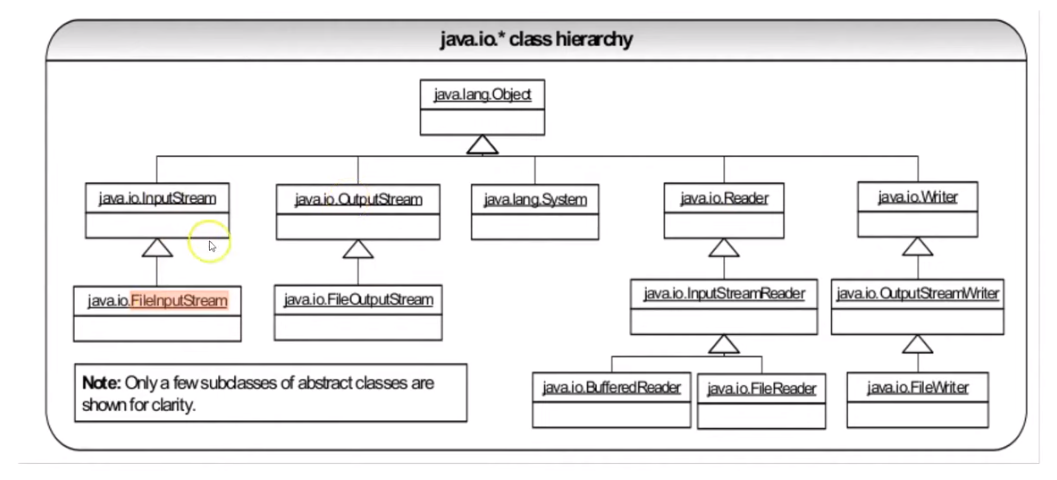 java.io.* class hierarchy
java.lang.Object
java.io.InputStream
java.io.OutputStream
java.lang.System
java.io.Reader
java.io.Writer
java.io.FileInputStream
java.io.FileOutputStream
java.io.InputStreamReader
java.io.OutputStreamWriter
java.io.BufferedReader
java.io.FileReader
java.io.FileWriter
Note: Only a few subclasses of abstract classes are
shown for clarity.